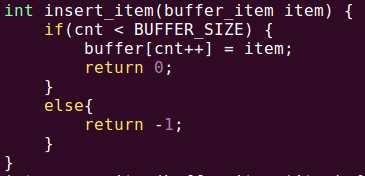 int insert_item(buffer_item item) {
    if(cnt < BUFFER_SIZE) {
        buffer[cnt++] = item;
        return 0;
    }
    else{
        return -1;
    }
}